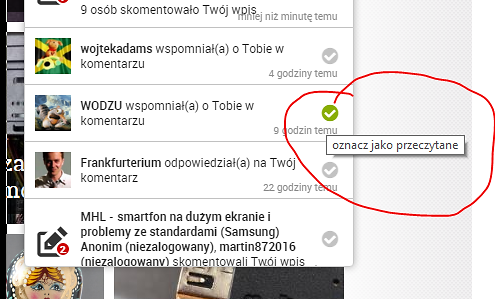 9 osób skomentowało Twój wpis
mniej niż minutę temu
wojtekadams wspomniał(a) o Tobie w
komentarzu
4 godziny temu
WODZU wspomniał(a) o Tobie w
komentarzu
9 godzin temu
oznacz jako przeczytane
Frankfurterium odpowiedział(a) na Twój
komentarz
22 godziny temu
MHL - smartfon na dużym ekranie i
problemy ze standardami (Samsung)
Anonim (niezalogowany), martin872016
(niezalogowany) skomentowali Twój wpis
2
za
mo